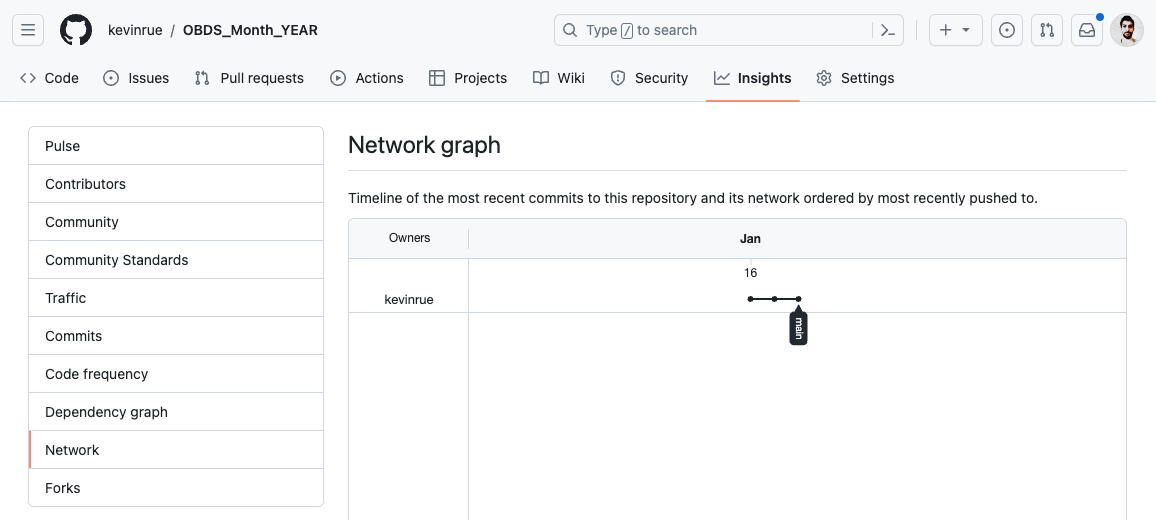 kevinrue / OBDS_Month_YEAR
Type / to search
Code
Issues
Pull requests
Actions
Projects
Wiki
Security
Insights
Settings
Pulse
Contributors
Community
Community Standards
Traffic
Commits
Code frequency
Dependency graph
Network
Forks
Network graph
Timeline of the most recent commits to this repository and its network ordered by most recently pushed to.
Owners
Jan
16
kevinrue
main